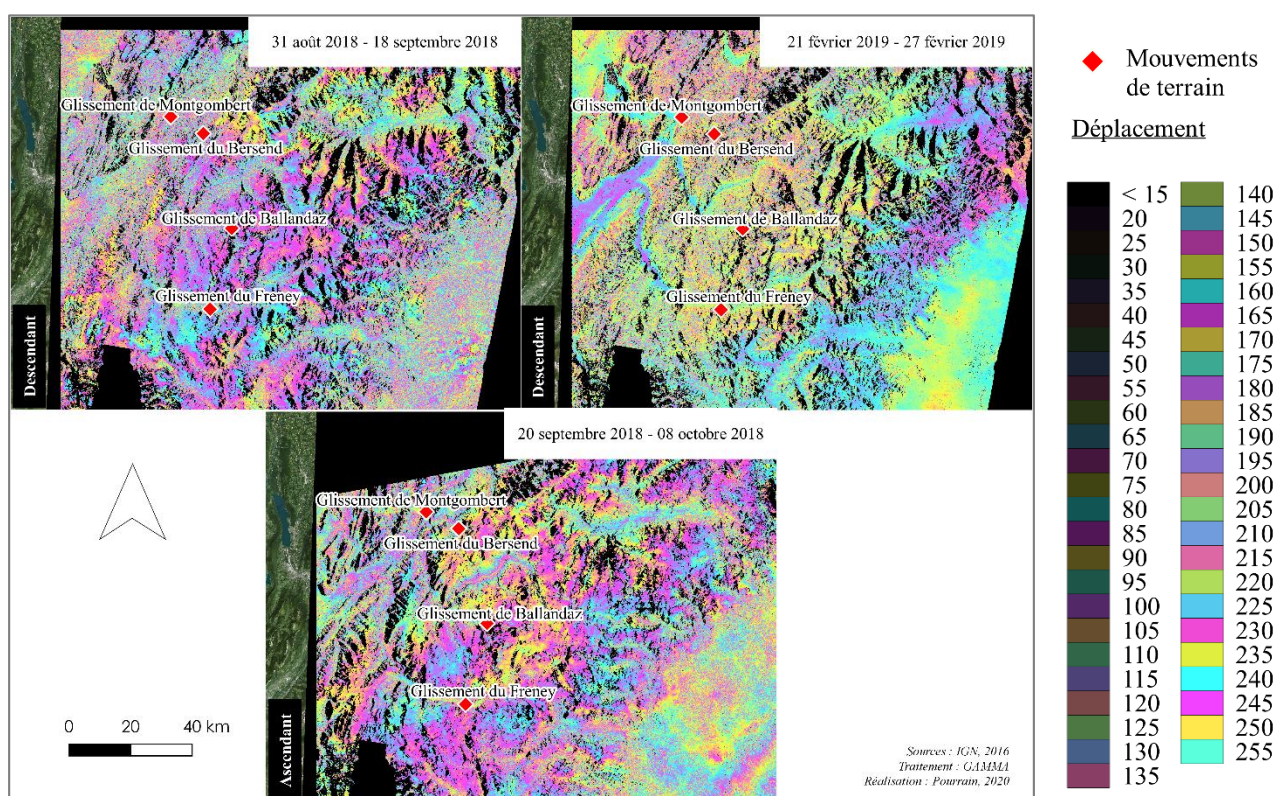 31 août 2018 - 18 septembre 2018
21 février 2019 - 27 février 2019
Glissement de Montgombert
Glissement du Bersend
Glissement de Ballandaz
Glissement du Freney
Descendant
Glissement de Montgombert
Glissement du Bersend
Glissement de Ballandaz
Glissement du Freney
Descendant
20 septembre 2018 - 08 octobre 2018
Glissement de Montgombert
Glissement du Bersend
Glissement de Ballandaz
Glissement du Freney
Ascendant
0 20 40 km
Sources : IGN, 2016
Traitement : GAMMA
Réalisation : Pourrain, 2020
Mouvements
de terrain
Déplacement
< 15
20
25
30
35
40
45
50
55
60
65
70
75
80
85
90
95
100
105
110
115
120
125
130
135
140
145
150
155
160
165
170
175
180
185
190
195
200
205
210
215
220
225
230
235
240
245
250
255